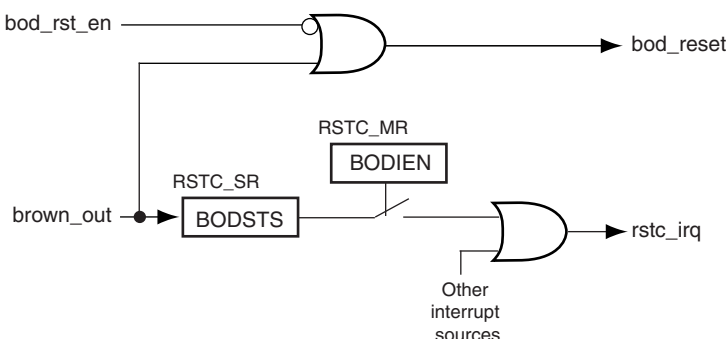 bod_rst_en
bod_reset
RSTC_MR
BODIEN
RSTC_SR
brown_out
BODSTS
rstc_irq
Other
interrupt
sources